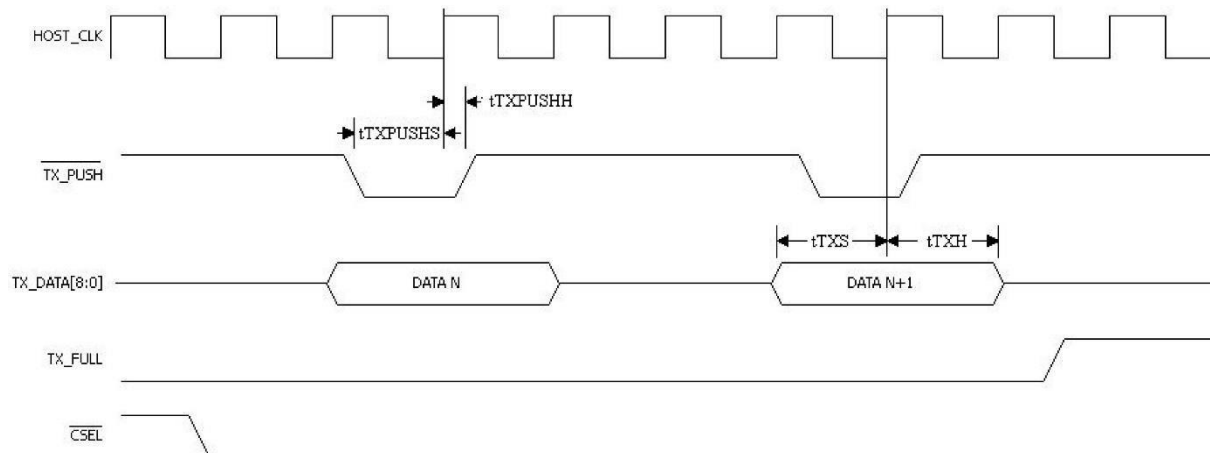 HOST_CLK
tTXPUSHH
tTXPUSHS
TX_PUSH
tTXS
tTXH
TX_DATA[8:0]
DATA N
DATA N+1
TX_FULL
CSEL